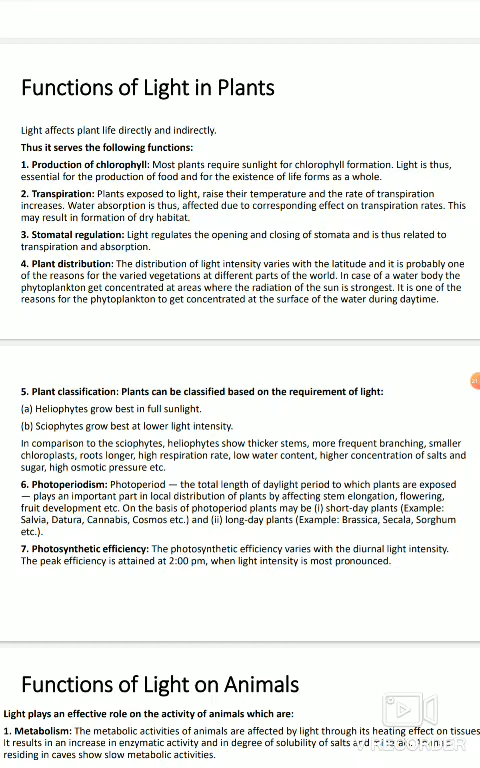 Functions of Light in Plants
Light affects plant life directly and indirectly.
Thus it serves the following functions:
1. Production of chlorophyll: Most plants require sunlight for chlorophyll formation. Light is thus,
essential for the production of food and for the existence of life forms as a whole.
2. Transpiration: Plants exposed to light, raise their temperature and the rate of transpiration
increases. Water absorption is thus, affected due to corresponding effect on transpiration rates. This
may result in formation of dry habitat.
3. Stomatal regulation: Light regulates the opening and closing of stomata and is thus related to
transpiration and absorption.
4. Plant distribution: The distribution of light intensity varies with the latitude and it is probably one
of the reasons for the varied vegetations at different parts of the world. In case of a water body the
phytoplankton get concentrated at areas where the radiation of the sun is strongest. It is one of the
reasons for the phytoplankton to get concentrated at the surface of the water during daytime.
5. Plant classification: Plants can be classified based on the requirement of light:
(a) Heliophytes grow best in full sunlight.
(b) Sciophytes grow best at lower light intensity.
In comparison to the sciophytes, heliophytes show thicker stems, more frequent branching, smaller
chloroplasts, roots longer, high respiration rate, low water content, higher concentration of salts and
sugar, high osmotic pressure etc.
6. Photoperiodism: Photoperiod — the total length of daylight period to which plants are exposed
— plays an important part in local distribution of plants by affecting stem elongation, flowering,
fruit development etc. On the basis of photoperiod plants may be (i) short-day plants (Example:
Salvia, Datura, Cannabis, Cosmos etc.) and (ii) long-day plants (Example: Brassica, Secala, Sorghum
etc.).
7. Photosynthetic efficiency: The photosynthetic efficiency varies with the diurnal light intensity.
The peak efficiency is attained at 2:00 pm, when light intensity is most pronounced.
Functions of Light on Animals
Light plays an effective role on the activity of animals which are:
1. Metabolism: The metabolic activities of animals are affected by light through its heating effect on tissues
It results in an increase in enzymatic activity and in degree of solubility of salts and
residing in caves show slow metabolic activities.
RECORDER